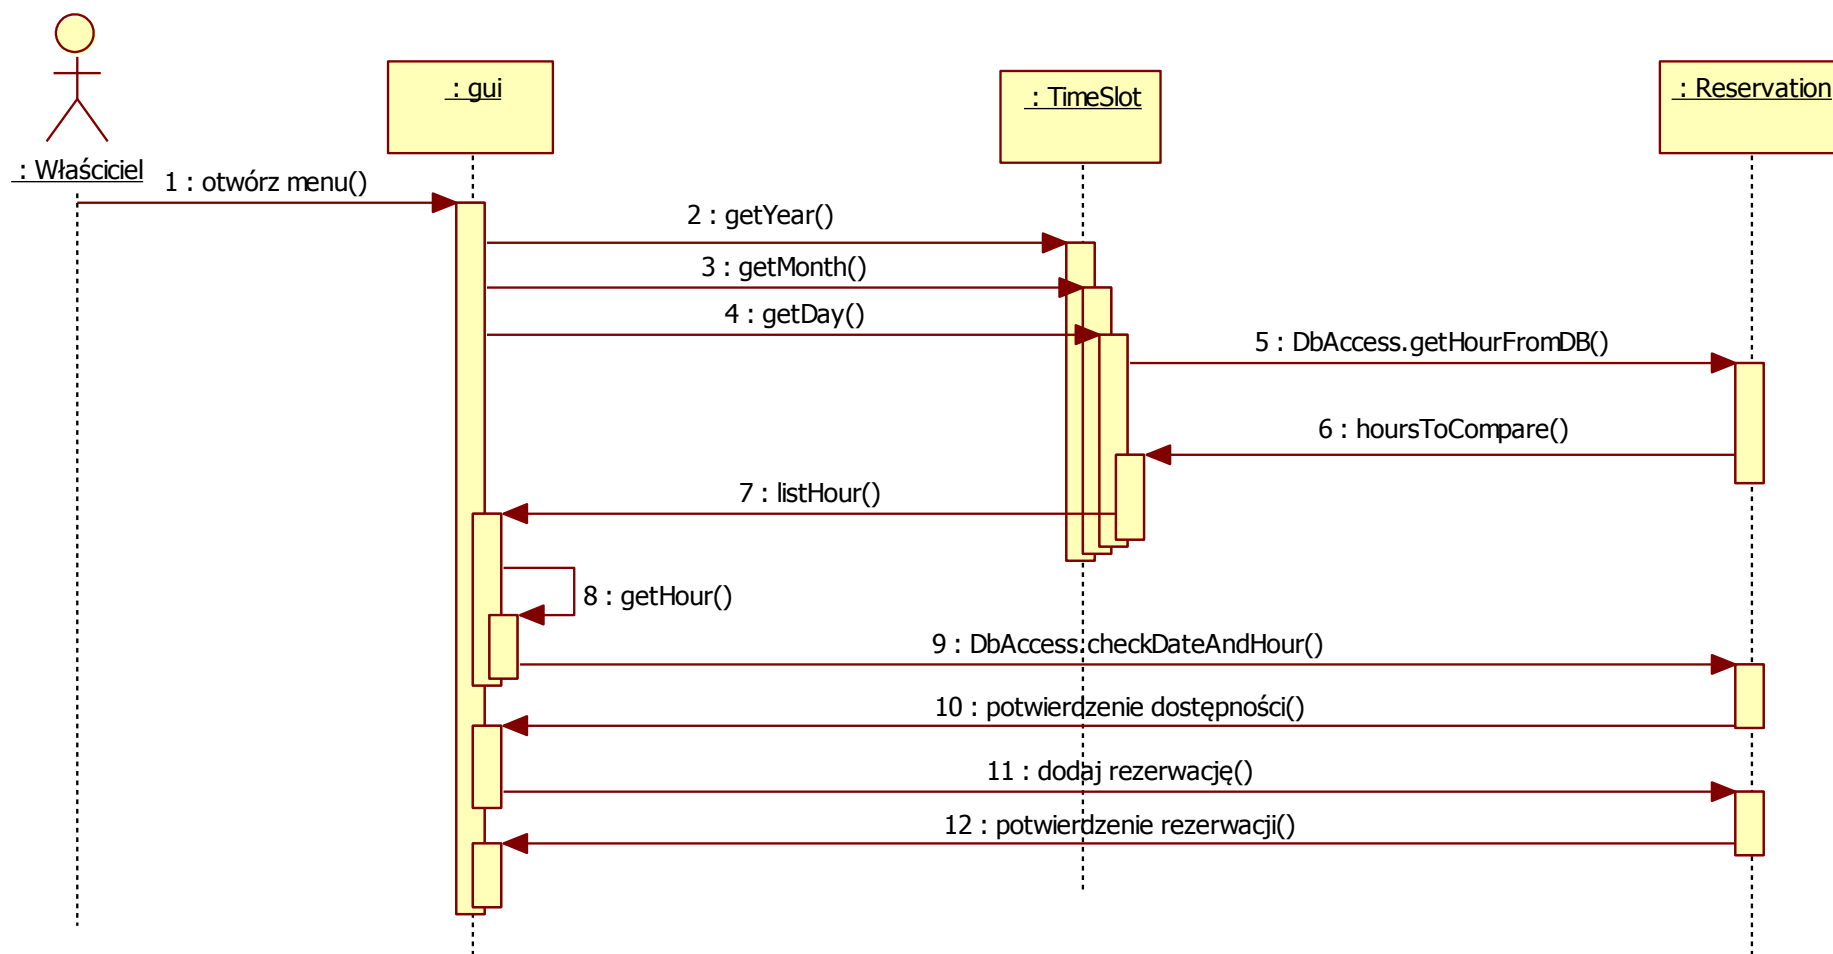 : gui
: TimeSlot
: Reservation
: Właściciel
1 : otwórz menu()
2 : getYear()
3 : getMonth()
4 : getDay()
5 : DbAccess.getHourFromDB()
6 : hoursToCompare()
7 : listHour()
8 : getHour()
9 : DbAccess.checkDateAndHour()
10 : potwierdzenie dostępności()
11 : dodaj rezerwację()
12 : potwierdzenie rezerwacji()